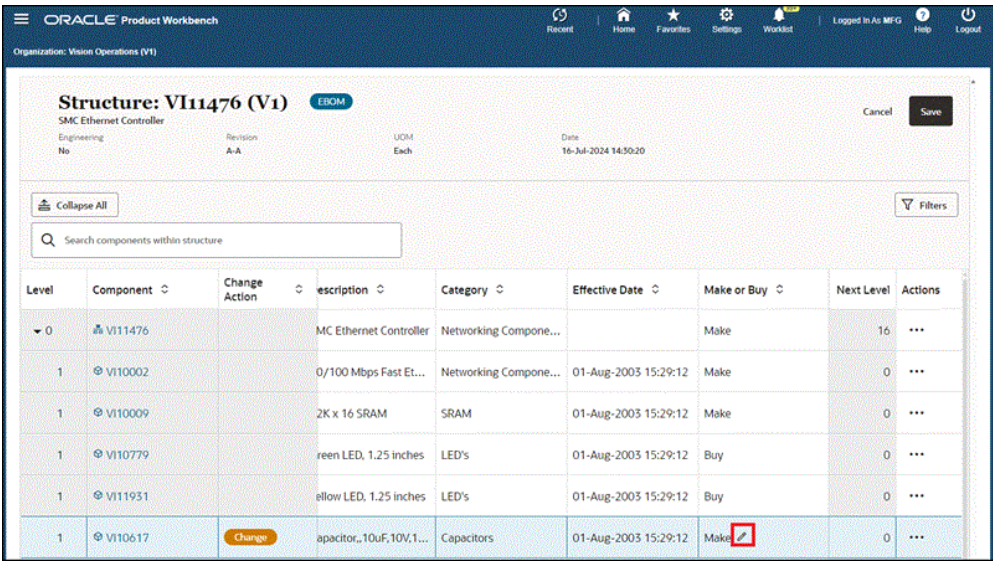 ORACLE Product Workbench
Recent
Home
Favorites
Settings
Worklist
Logged In As MFG
Help
Logout
Organization: Vision Operations (V1)
Structure: VI11476 (V1) EBOM
SMC Ethernet Controller
Cancel
Save
Engineering Revision UOM Date
No A-A Each 16-Jul-2024 14:30:20
Collapse All
Filters
Search components within structure
Level Component Change Action escription Category Effective Date Make or Buy Next Level Actions
0 VI11476 MC Ethernet Controller Networking Compone... Make 16 ...
1 VI10002 0/100 Mbps Fast Et... Networking Compone... 01-Aug-2003 15:29:12 Make 0 ...
1 VI10009 2K x 16 SRAM SRAM 01-Aug-2003 15:29:12 Make 0 ...
1 VI10779 reen LED, 1.25 inches LED's 01-Aug-2003 15:29:12 Buy 0 ...
1 VI11931 ellow LED, 1.25 inches LED's 01-Aug-2003 15:29:12 Buy 0 ...
1 VI10617 Change apacitor,,10uF,10V,1... Capacitors 01-Aug-2003 15:29:12 Make 0 ...